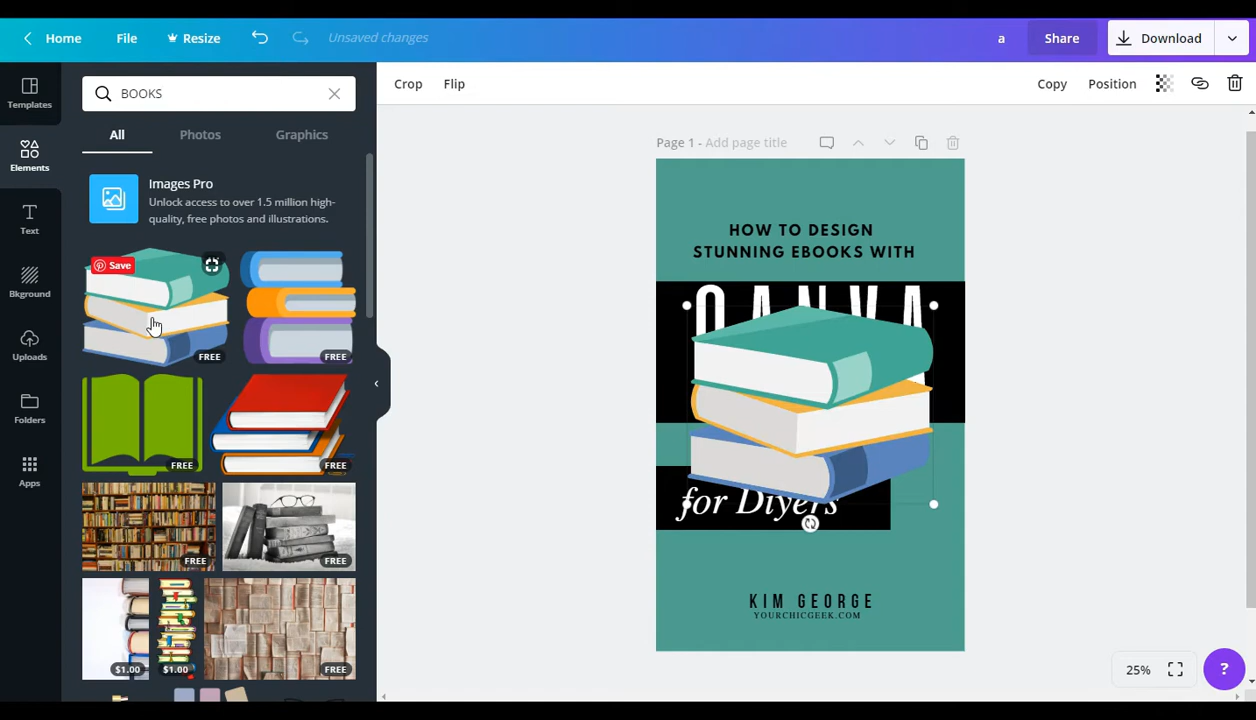 Home File Resize Unsaved changes a Share Download
Templates
Elements
Text
Bkground
Uploads
Folders
Apps
BOOKS
All Photos Graphics
Images Pro
Unlock access to over 1.5 million high-
quality, free photos and illustrations.
Save
FREE FREE
FREE FREE
FREE FREE
$1.00 $1.00 FREE
Crop Flip Copy Position
Page 1 - Add page title
HOW TO DESIGN
STUNNING EBOOKS WITH
CANVA
for Diyers
KIM GEORGE
YOURCHICGEEK.COM
25% ?